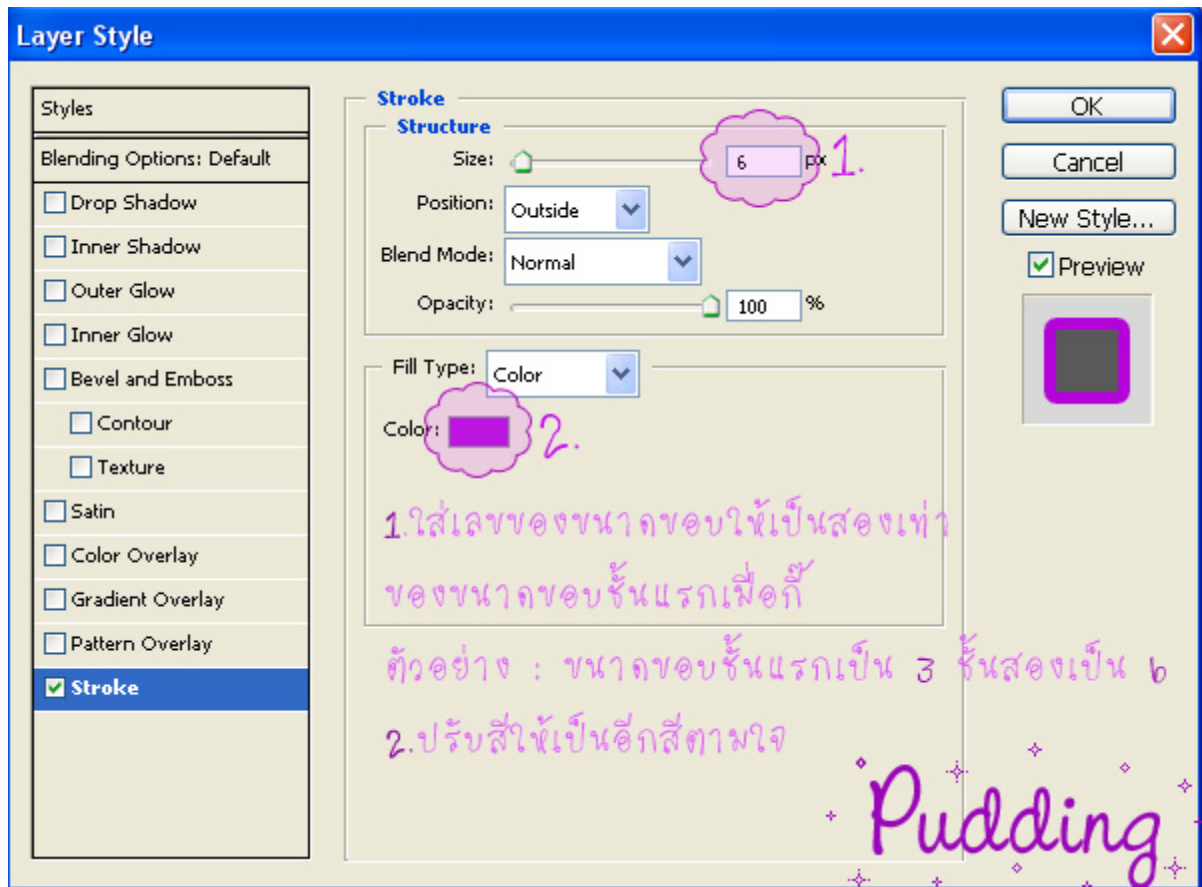 Layer Style
Styles
Blending Options: Default
Drop Shadow
Inner Shadow
Outer Glow
Inner Glow
Bevel and Emboss
Contour
Texture
Satin
Color Overlay
Gradient Overlay
Pattern Overlay
Stroke
Stroke
Structure
Size: 6 px 1.
Position: Outside
Blend Mode: Normal
Opacity: 100 %
Fill Type: Color
Color: 2.
1.ใส่เลขของขนาดขอบให้เป็นสองเท่า
ของขนาดขอบชั้นแรกเมื่อกี๊
ตัวอย่าง : ขนาดขอบชั้นแรกเป็น 3 ชั้นสองเป็น 6
2.ปรับสีให้เป็นอีกสีตามใจ
OK
Cancel
New Style...
Preview
Pudding